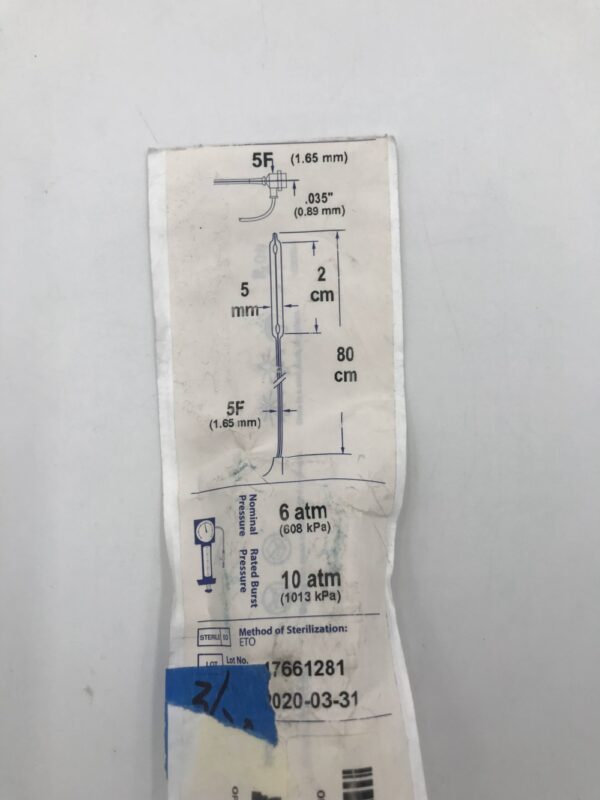 5F (1.65 mm)
.035"
(0.89 mm)
5
mm
2
cm
80
cm
5F
(1.65 mm)
Nominal
Pressure
6 atm
(608 kPa)
Rated Burst
Pressure
10 atm
(1013 kPa)
STERILE EO
Method of Sterilization:
ETO
LOT
Lot No.
17661281
2020-03-31